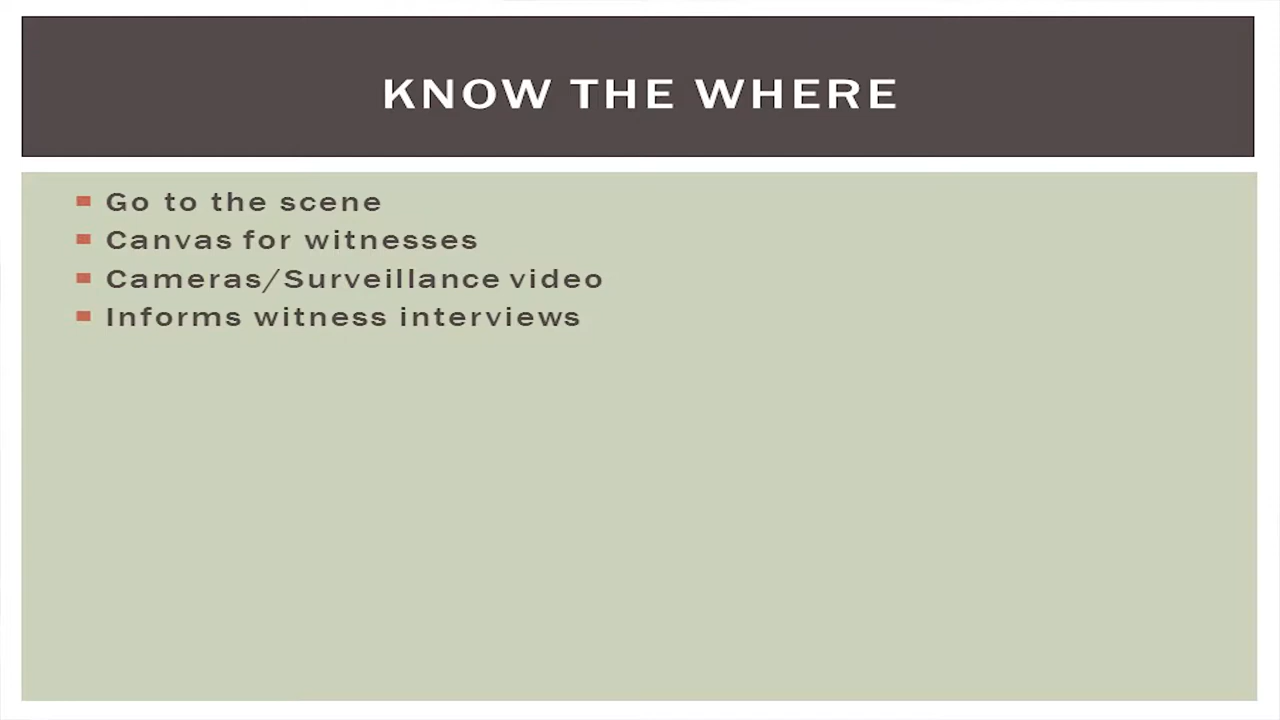 KNOW THE WHERE
Go to the scene
Canvas for witnesses
Cameras/Surveillance video
Informs witness interviews